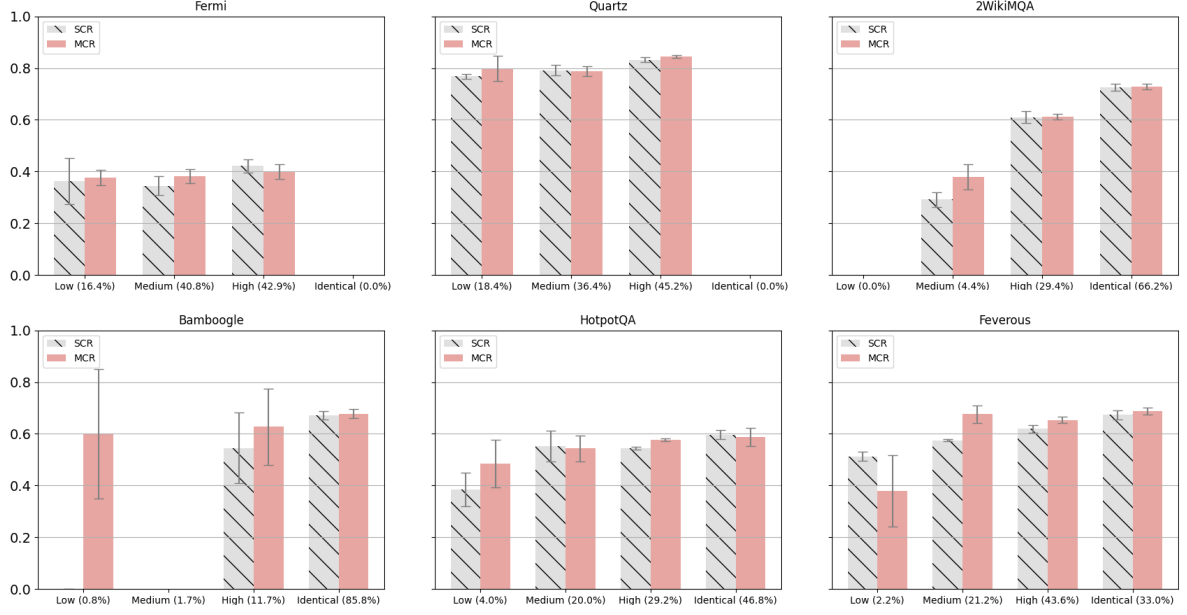 Fermi
SCR
MCR
1.0
0.8
0.6
0.4
0.2
0.0
Low (16.4%) Medium (40.8%) High (42.9%) Identical (0.0%)
Quartz
SCR
MCR
Low (18.4%) Medium (36.4%) High (45.2%) Identical (0.0%)
2WikiMQA
SCR
MCR
Low (0.0%) Medium (4.4%) High (29.4%) Identical (66.2%)
Bamboogle
SCR
MCR
1.0
0.8
0.6
0.4
0.2
0.0
Low (0.8%) Medium (1.7%) High (11.7%) Identical (85.8%)
HotpotQA
SCR
MCR
Low (4.0%) Medium (20.0%) High (29.2%) Identical (46.8%)
Feverous
SCR
MCR
Low (2.2%) Medium (21.2%) High (43.6%) Identical (33.0%)